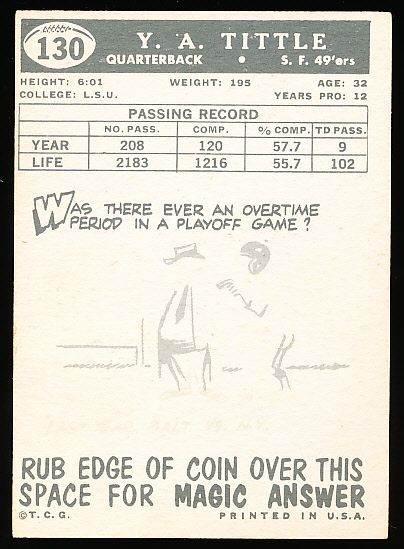 130
Y. A. TITTLE
QUARTERBACK • S. F. 49'ers
HEIGHT: 6:01 WEIGHT: 195 AGE: 32
COLLEGE: L.S.U. YEARS PRO: 12
PASSING RECORD
NO. PASS. COMP. % COMP. TD PASS.
YEAR 208 120 57.7 9
LIFE 2183 1216 55.7 102
WAS THERE EVER AN OVERTIME
PERIOD IN A PLAYOFF GAME?
RUB EDGE OF COIN OVER THIS
SPACE FOR MAGIC ANSWER
©T.C.G. PRINTED IN U.S.A.